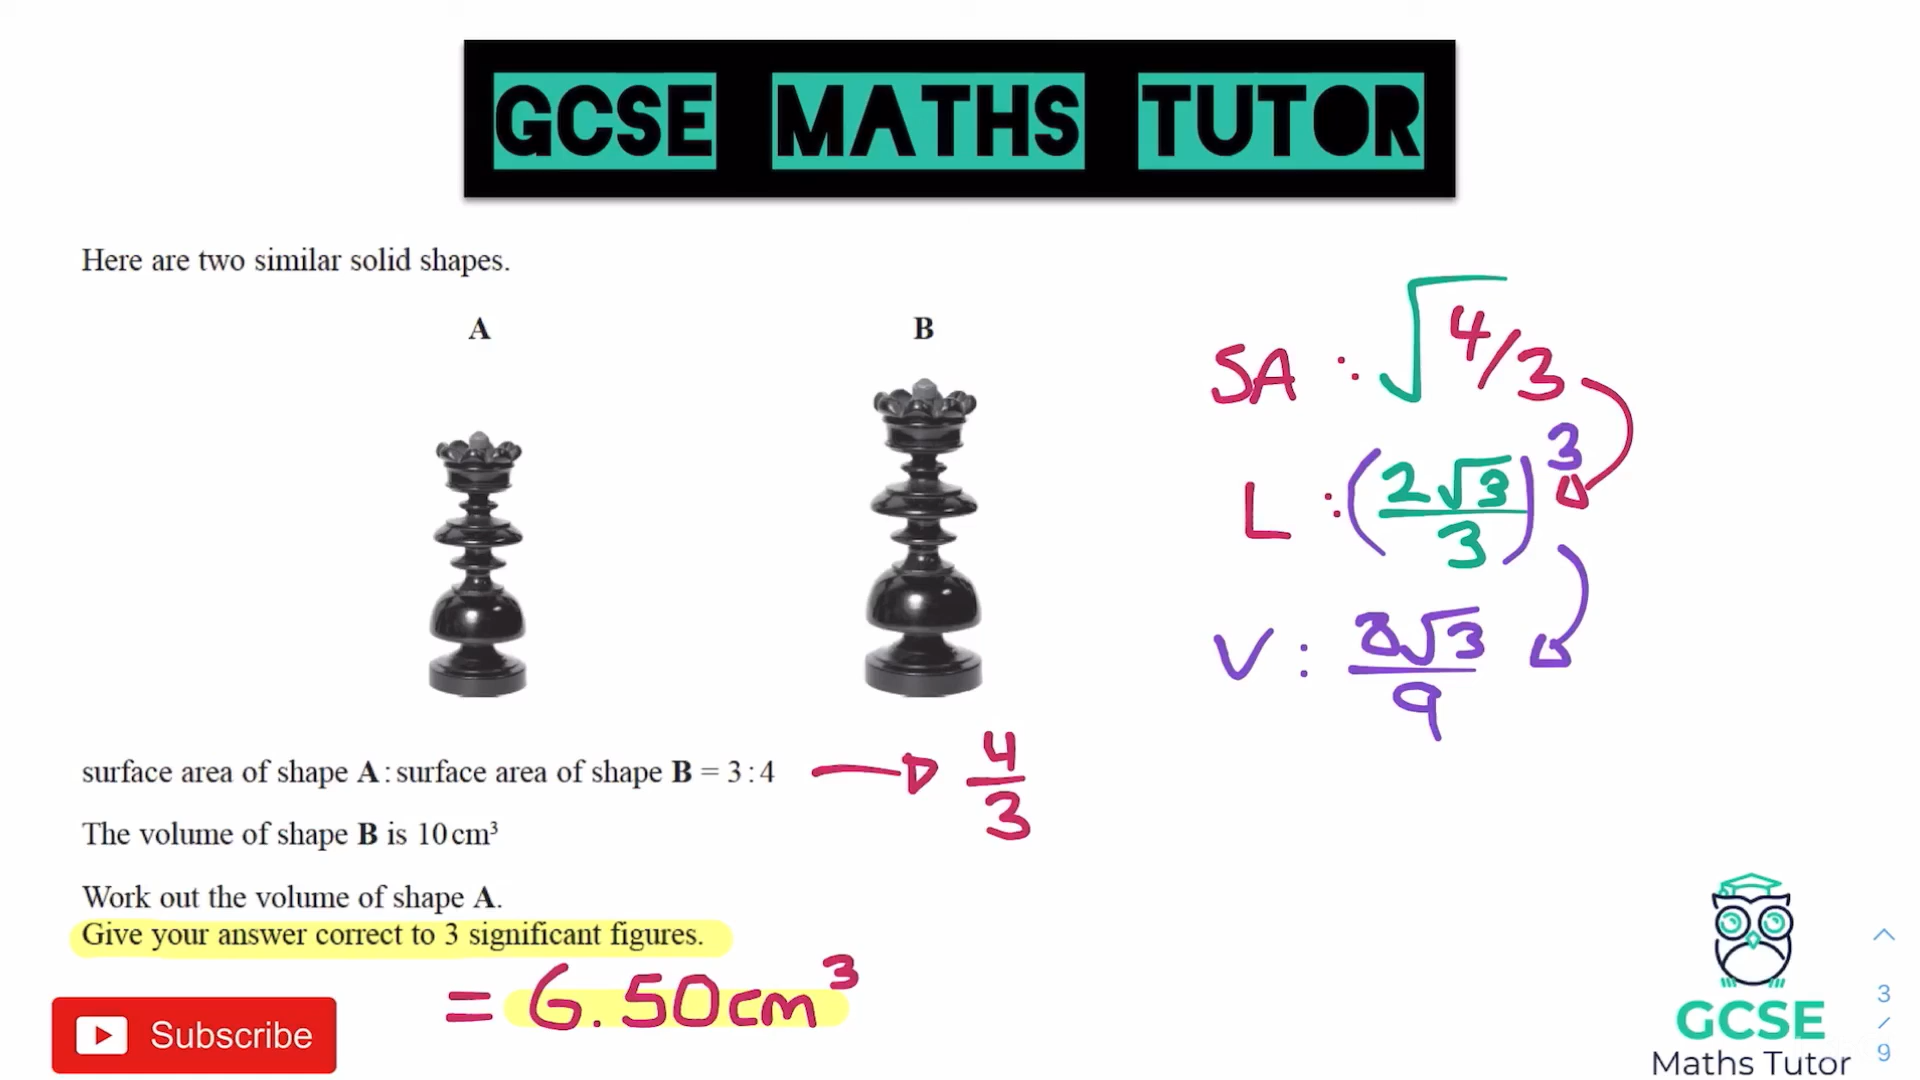 GCSE MATHS TUTOR
Here are two similar solid shapes.
A
B
surface area of shape A : surface area of shape B = 3 : 4
4/3
The volume of shape B is 10 cm³
Work out the volume of shape A.
Give your answer correct to 3 significant figures.
= 6.50cm³
SA : √4/3
L : (2√3/3)³
V : 8√3/9
Subscribe
GCSE
Maths Tutor
3
/
9